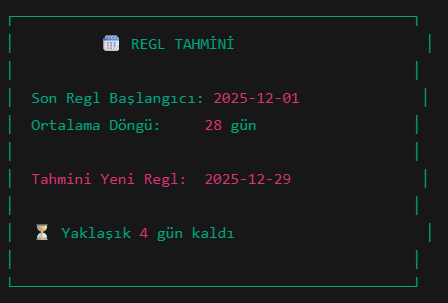 🗓️ REGL TAHMİNİ
Son Regl Başlangıcı: 2025-12-01
Ortalama Döngü: 28 gün
Tahmini Yeni Regl: 2025-12-29
⏳ Yaklaşık 4 gün kaldı